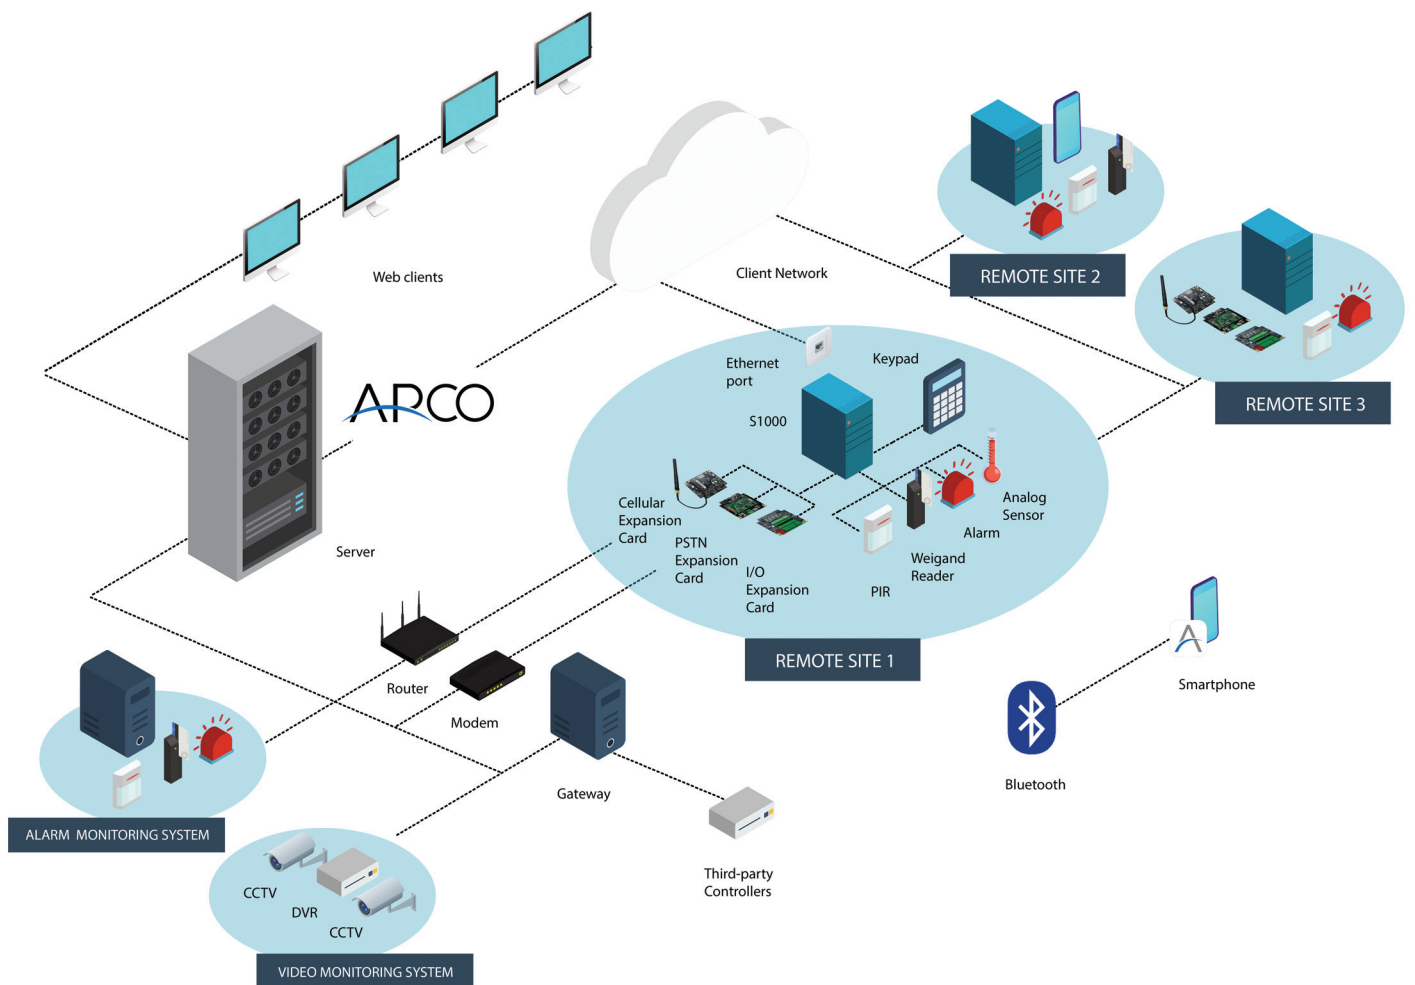 Web clients
Client Network
REMOTE SITE 2
REMOTE SITE 3
ARCO
Server
Ethernet
port
Keypad
S1000
Cellular
Expansion
Card
PSTN
Expansion
Card
I/O
Expansion
Card
PIR
Weigand
Reader
Alarm
Analog
Sensor
REMOTE SITE 1
Router
Modem
Gateway
Third-party
Controllers
Bluetooth
Smartphone
ALARM MONITORING SYSTEM
CCTV
DVR
CCTV
VIDEO MONITORING SYSTEM